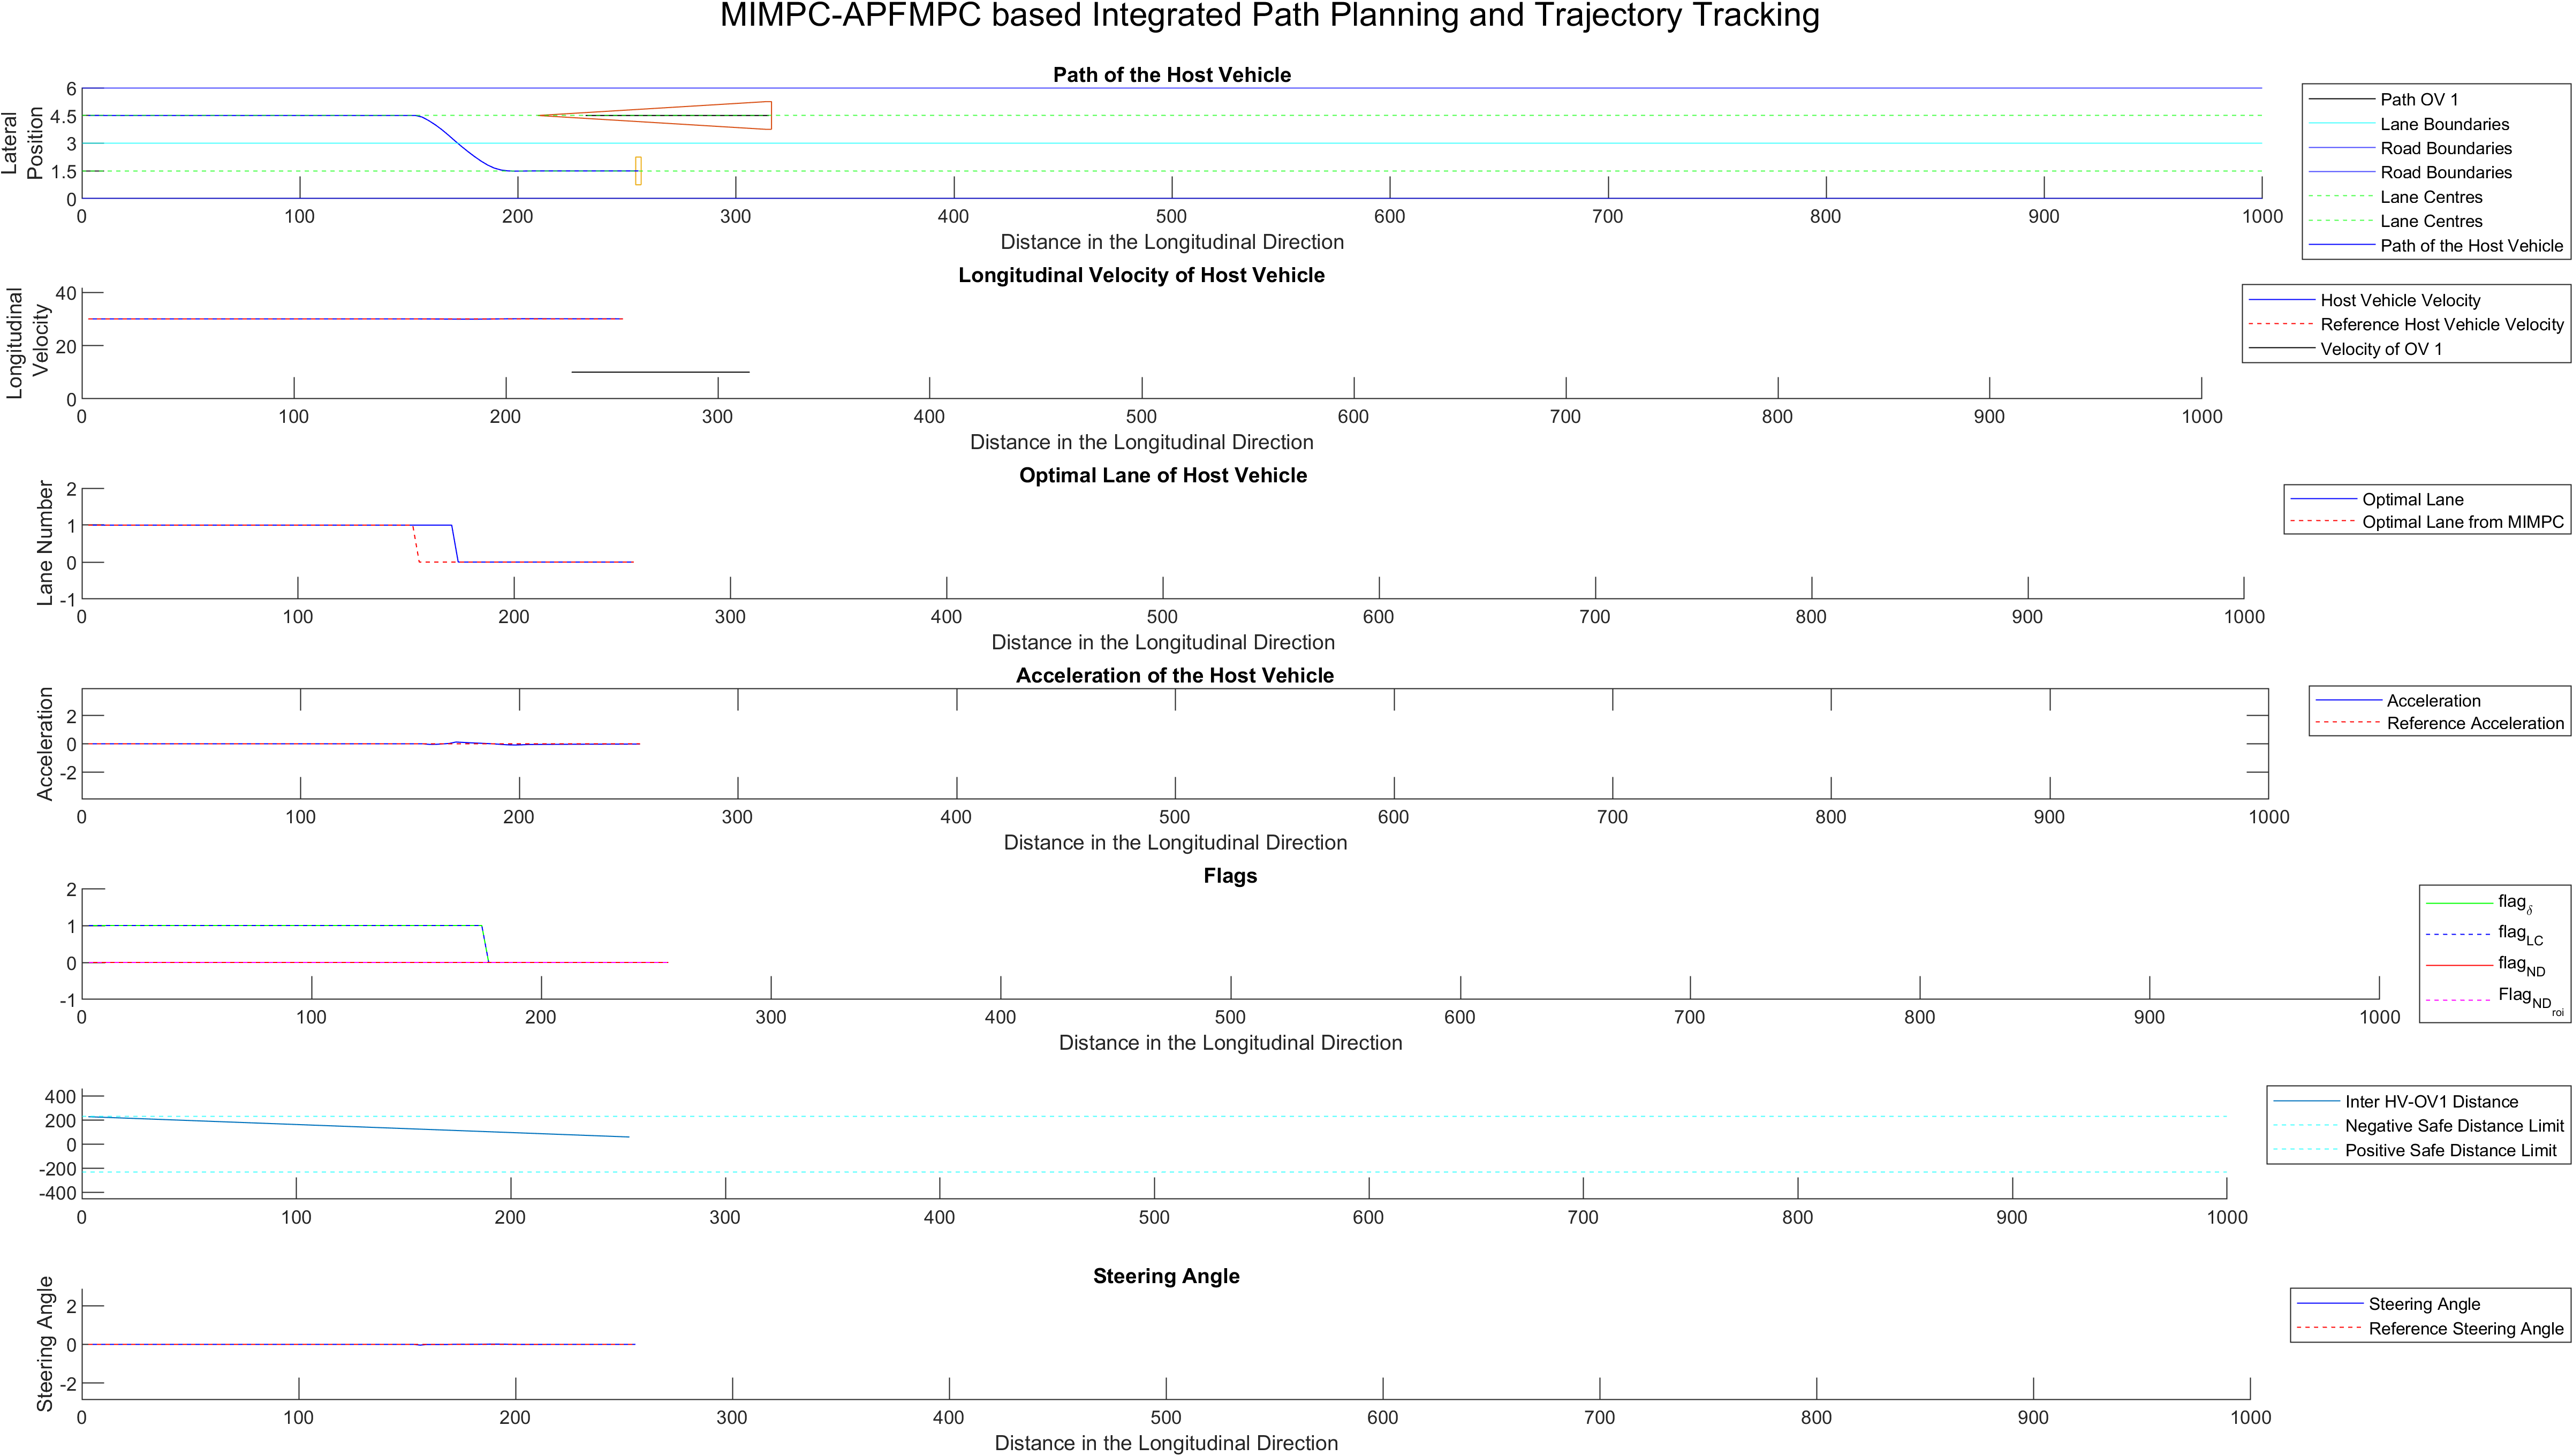 MIMPC-APFMPC based Integrated Path Planning and Trajectory Tracking
Path of the Host Vehicle
Lateral
Position
6
4.5
3
1.5
0
0 100 200 300 400 500 600 700 800 900 1000
Distance in the Longitudinal Direction
Path OV 1
Lane Boundaries
Road Boundaries
Road Boundaries
Lane Centres
Lane Centres
Path of the Host Vehicle
Longitudinal Velocity of Host Vehicle
Longitudinal
Velocity
40
20
0
0 100 200 300 400 500 600 700 800 900 1000
Distance in the Longitudinal Direction
Host Vehicle Velocity
Reference Host Vehicle Velocity
Velocity of OV 1
Optimal Lane of Host Vehicle
Lane Number
2
1
0
-1
0 100 200 300 400 500 600 700 800 900 1000
Distance in the Longitudinal Direction
Optimal Lane
Optimal Lane from MIMPC
Acceleration of the Host Vehicle
Acceleration
2
0
-2
0 100 200 300 400 500 600 700 800 900 1000
Distance in the Longitudinal Direction
Acceleration
Reference Acceleration
Flags
2
1
0
-1
0 100 200 300 400 500 600 700 800 900 1000
Distance in the Longitudinal Direction
flag δ
flag LC
flag ND
Flag ND roi
400
200
0
-200
-400
0 100 200 300 400 500 600 700 800 900 1000
Inter HV-OV1 Distance
Negative Safe Distance Limit
Positive Safe Distance Limit
Steering Angle
Steering Angle
2
0
-2
0 100 200 300 400 500 600 700 800 900 1000
Distance in the Longitudinal Direction
Steering Angle
Reference Steering Angle